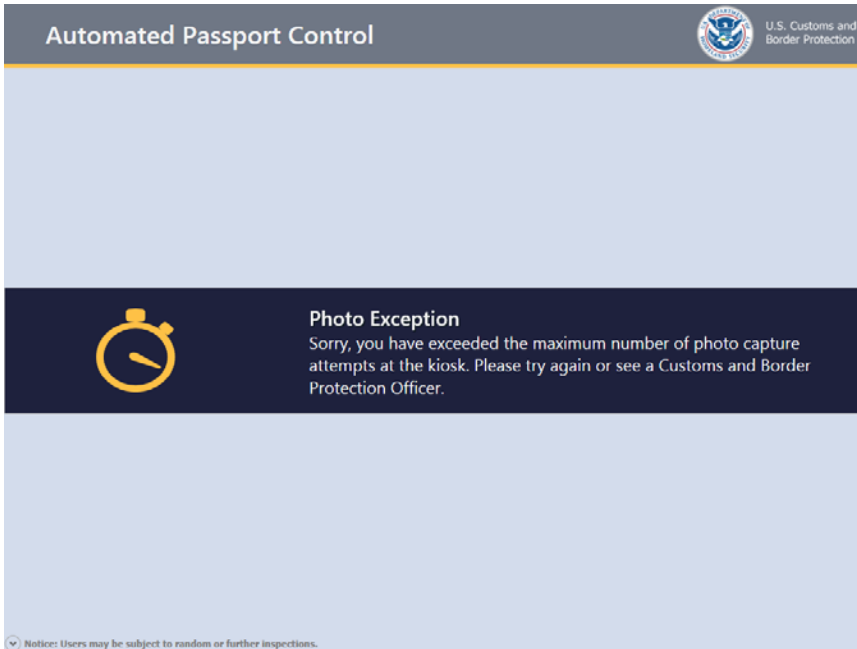 Automated Passport Control
U.S. Customs and
Border Protection
Photo Exception
Sorry, you have exceeded the maximum number of photo capture
attempts at the kiosk. Please try again or see a Customs and Border
Protection Officer.
Notice: Users may be subject to random or further inspections.